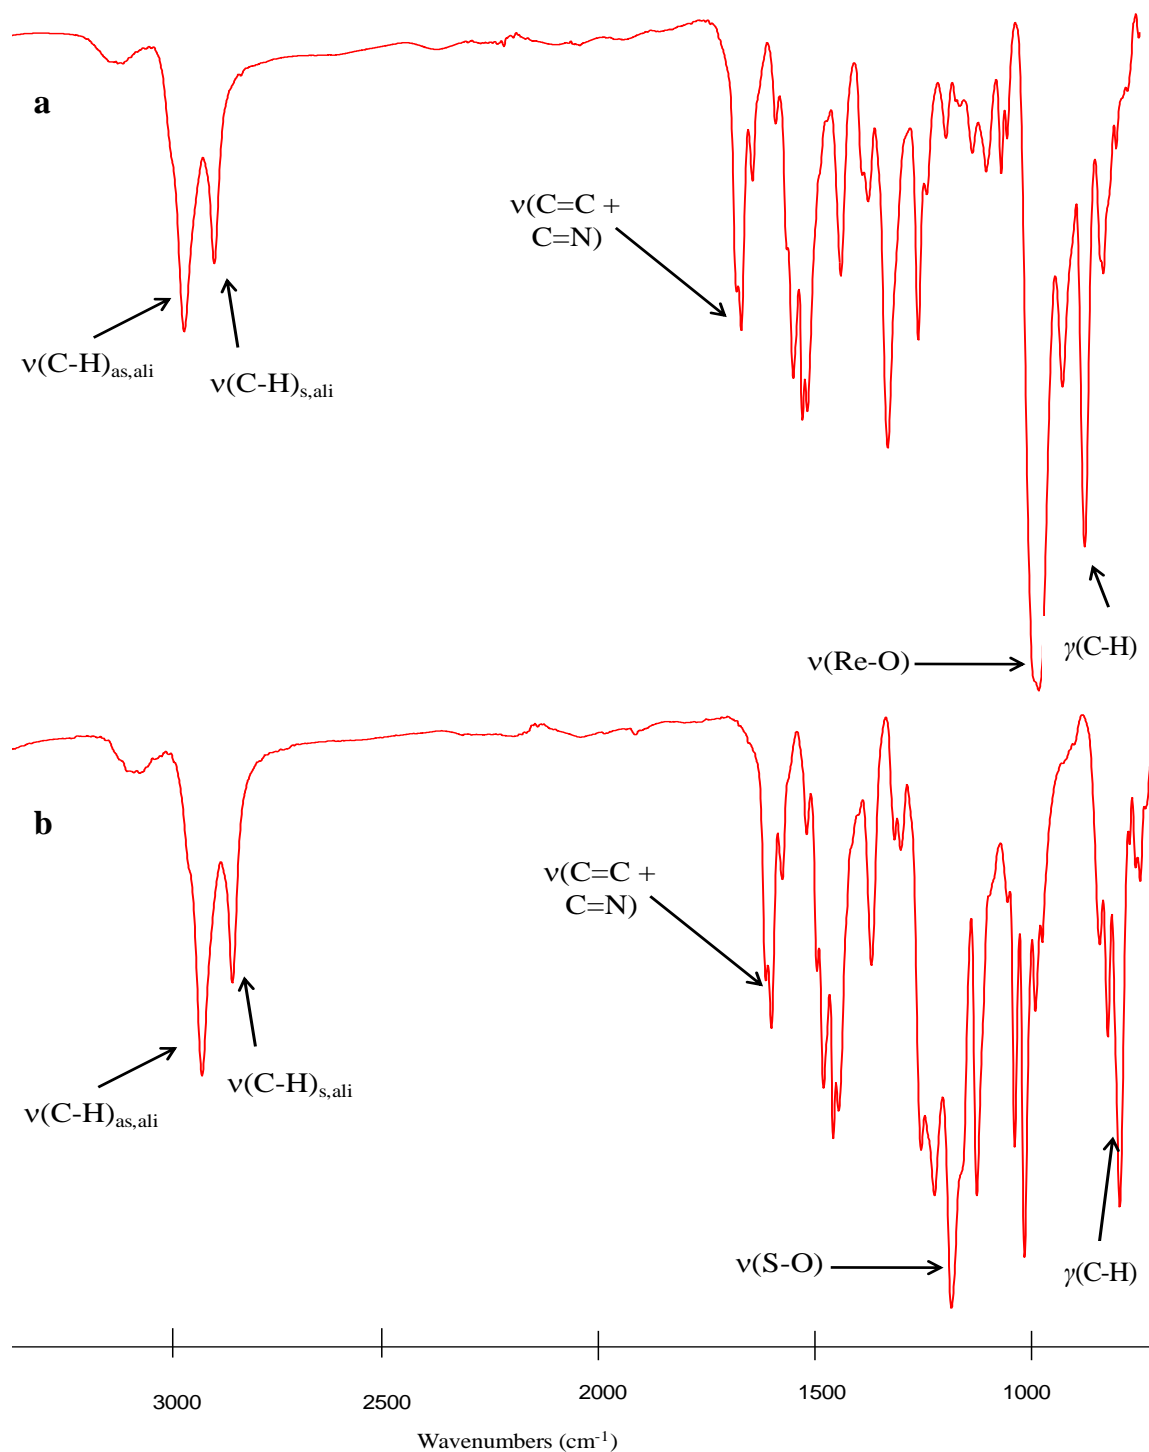 a
ν(C=C +
C=N)
ν(C-H)as,ali
ν(C-H)s,ali
ν(Re-O)
γ(C-H)
b
ν(C=C +
C=N)
ν(C-H)s,ali
ν(C-H)as,ali
ν(S-O)
γ(C-H)
3000 2500 2000 1500 1000
Wavenumbers (cm-1)